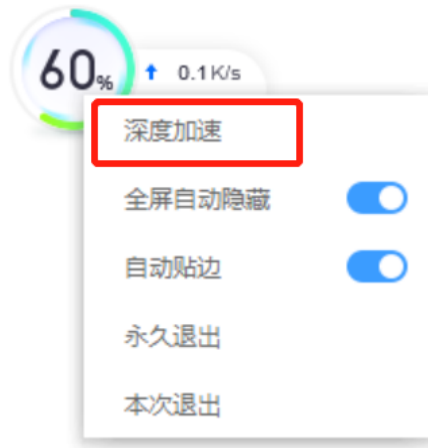 60%
0.1K/s
深度加速
全屏自动隐藏
自动贴边
永久退出
本次退出